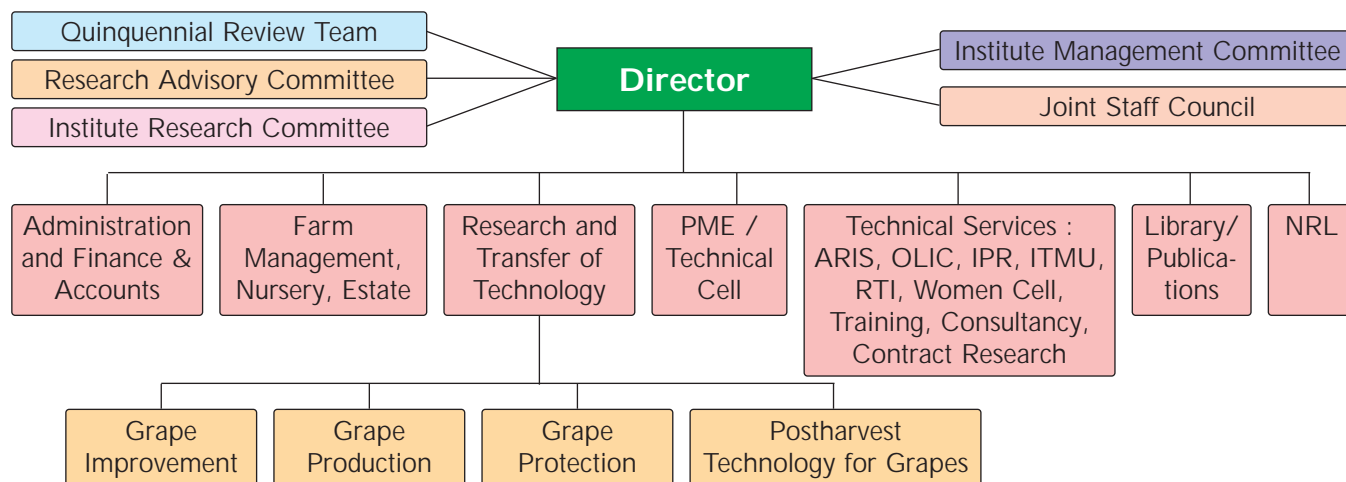 Quinquennial Review Team
Research Advisory Committee
Institute Research Committee
Director
Institute Management Committee
Joint Staff Council
Administration
and Finance &
Accounts
Farm
Management,
Nursery, Estate
Research and
Transfer of
Technology
PME /
Technical
Cell
Technical Services :
ARIS, OLIC, IPR, ITMU,
RTI, Women Cell,
Training, Consultancy,
Contract Research
Library/
Publica-
tions
NRL
Grape
Improvement
Grape
Production
Grape
Protection
Postharvest
Technology for Grapes